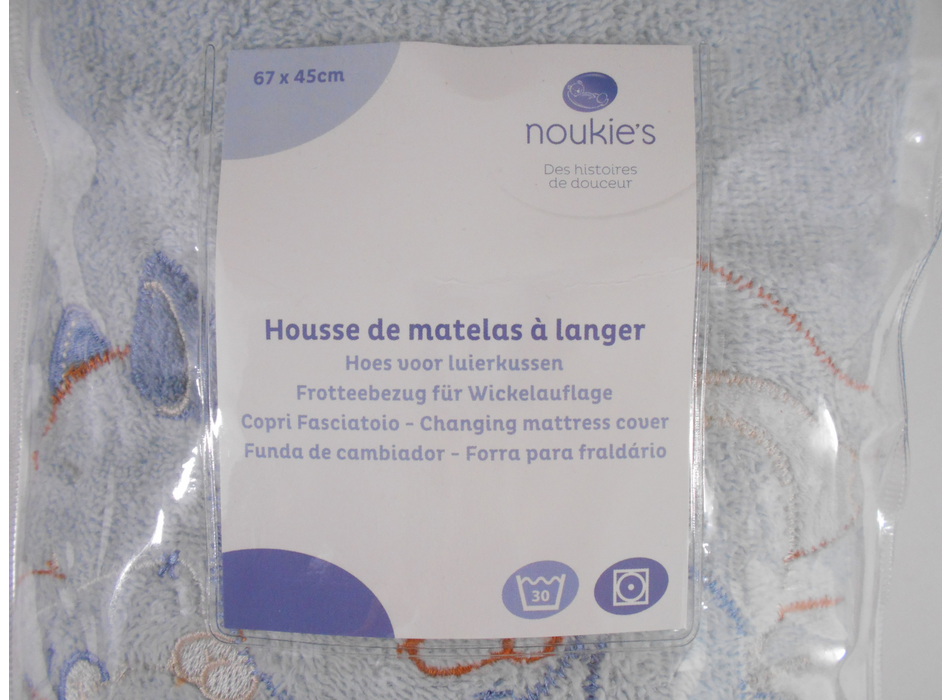 67 x 45cm
noukie's
Des histoires
de douceur
Housse de matelas à langer
Hoes voor luierkussen
Frotteebezug für Wickelauflage
Copri Fasciatoio - Changing mattress cover
Funda de cambiador - Forra para fraldário
30